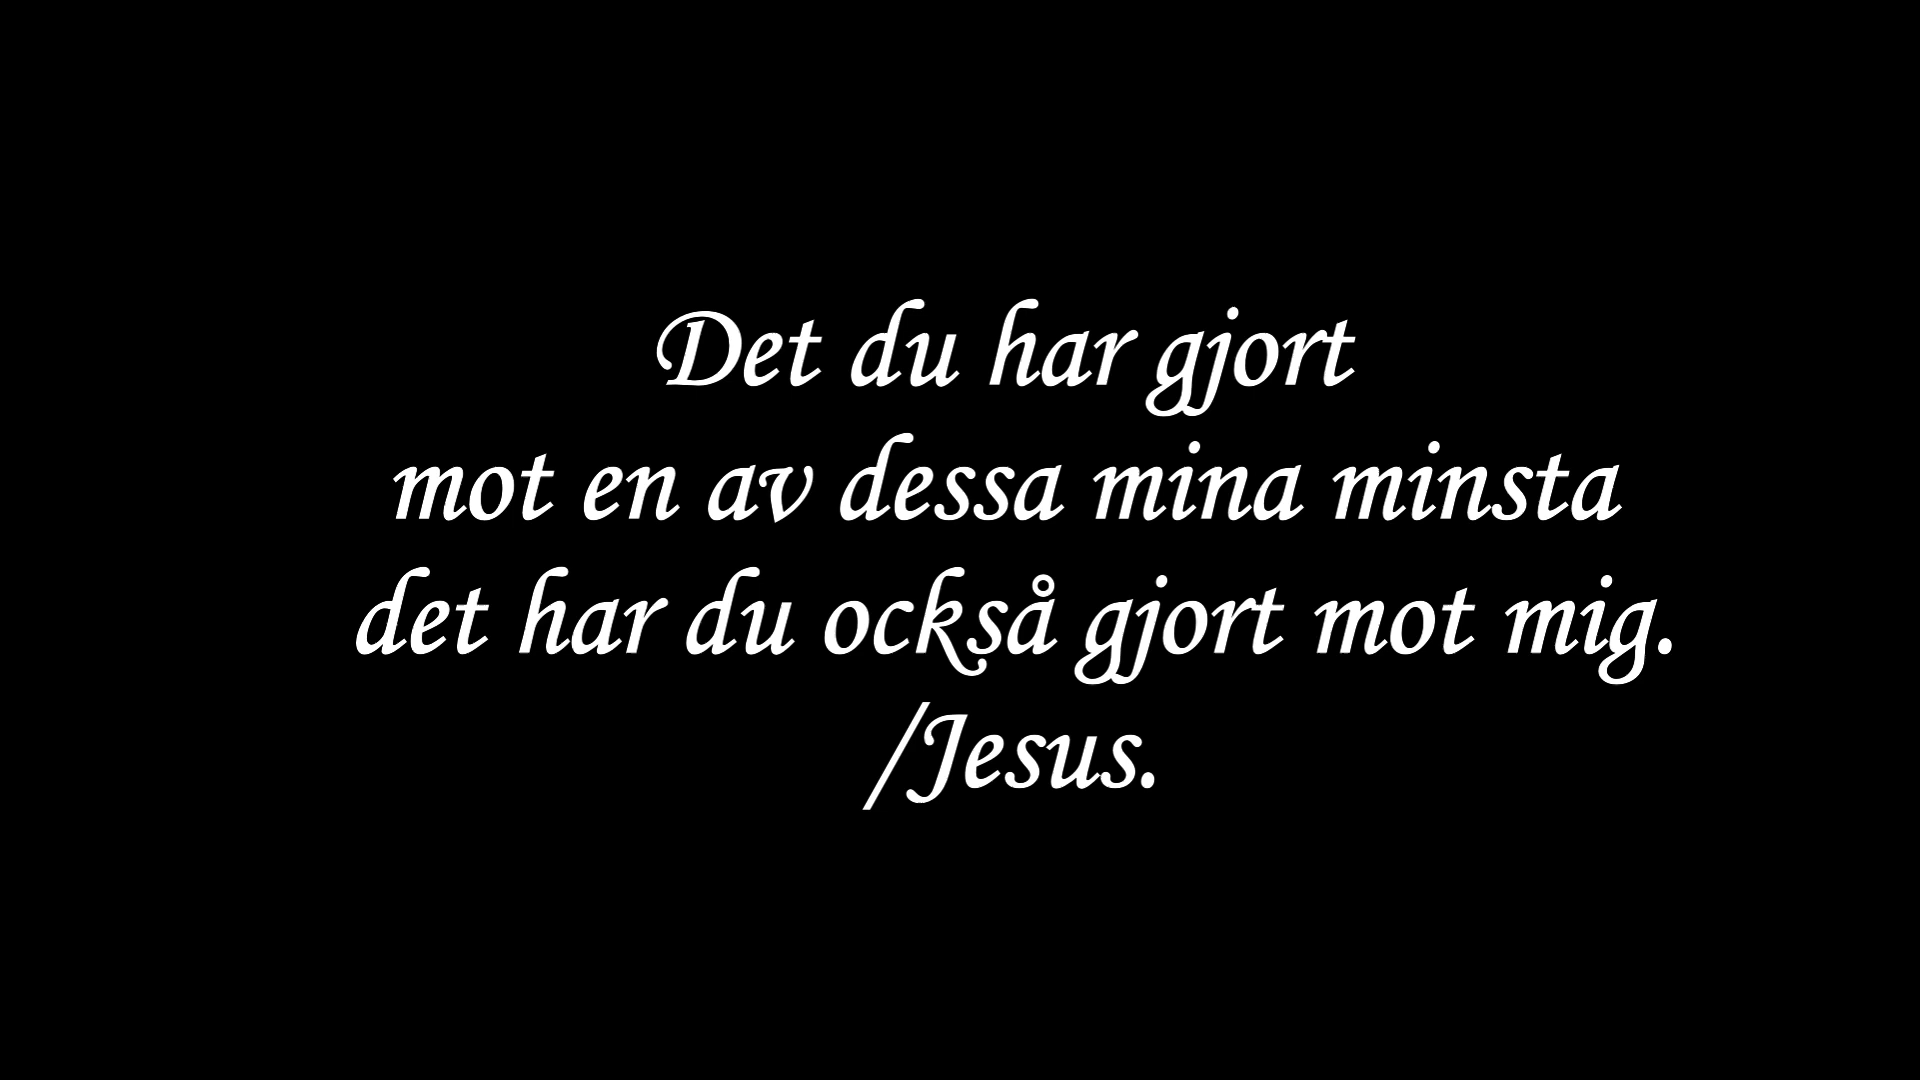 Det du har gjort
mot en av dessa mina minsta
det har du också gjort mot mig.
/Jesus.